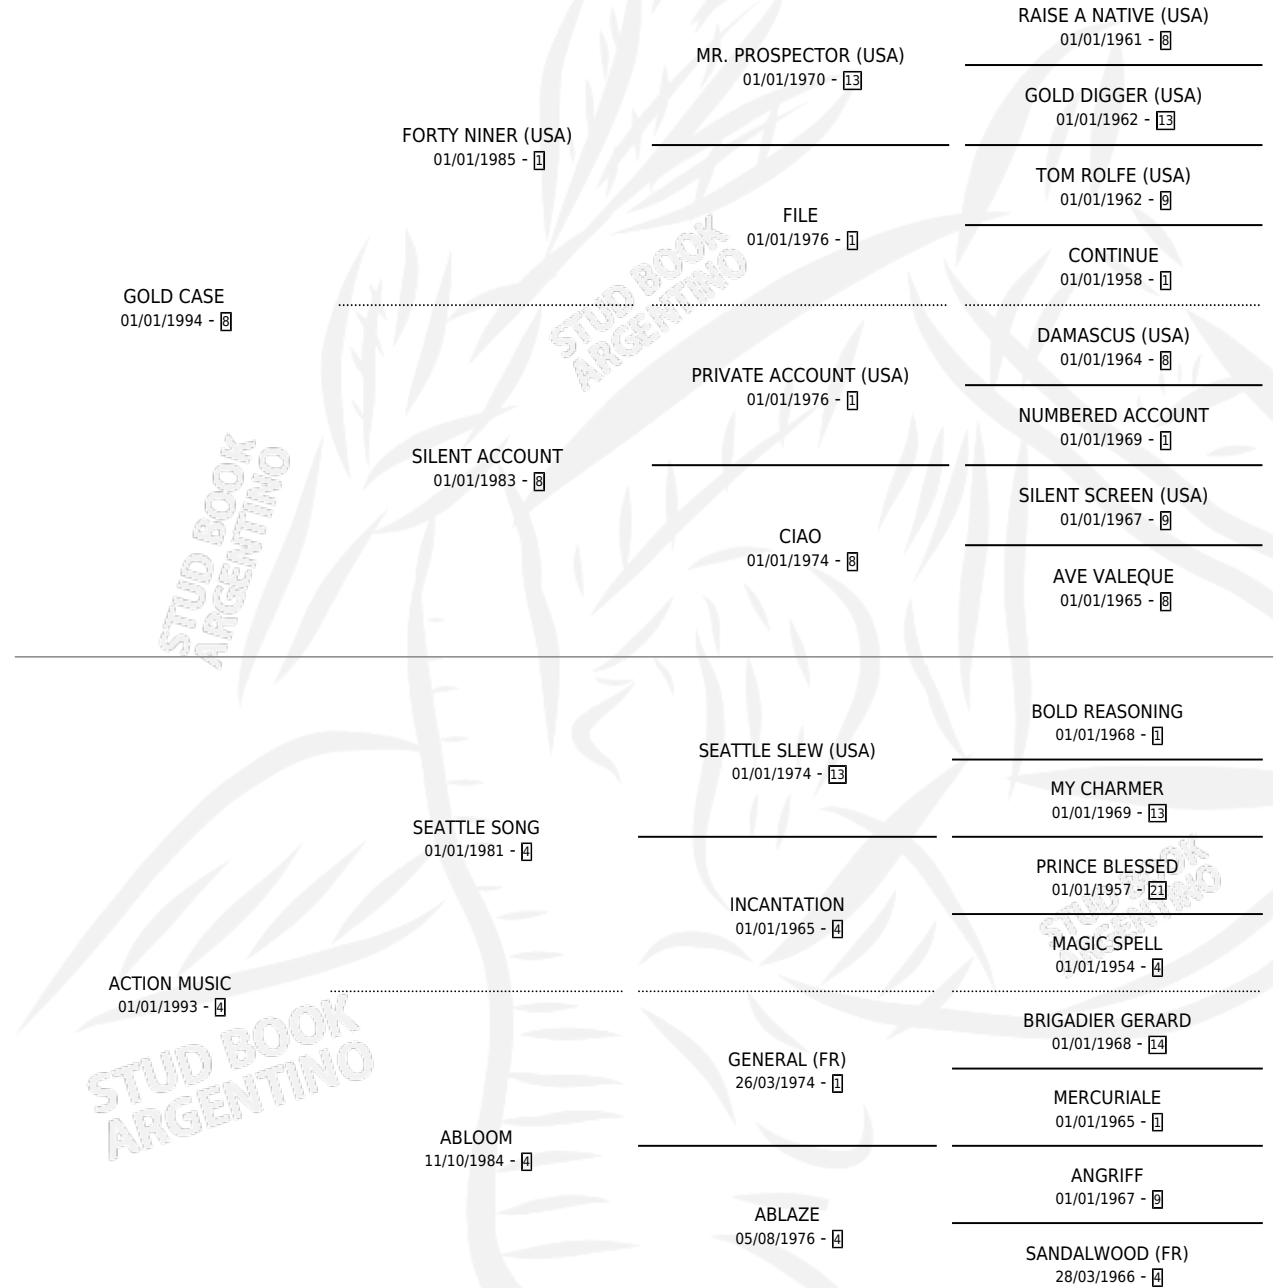 RAISE A NATIVE (USA)
01/01/1961 - 8
MR. PROSPECTOR (USA)
01/01/1970 - 13
GOLD DIGGER (USA)
01/01/1962 - 13
FORTY NINER (USA)
01/01/1985 - 1
TOM ROLFE (USA)
01/01/1962 - 9
FILE
01/01/1976 - 1
CONTINUE
01/01/1958 - 1
GOLD CASE
01/01/1994 - 8
DAMASCUS (USA)
01/01/1964 - 8
PRIVATE ACCOUNT (USA)
01/01/1976 - 1
NUMBERED ACCOUNT
01/01/1969 - 1
SILENT ACCOUNT
01/01/1983 - 8
SILENT SCREEN (USA)
01/01/1967 - 9
CIAO
01/01/1974 - 8
AVE VALEQUE
01/01/1965 - 8
BOLD REASONING
01/01/1968 - 1
SEATTLE SLEW (USA)
01/01/1974 - 13
MY CHARMER
01/01/1969 - 13
SEATTLE SONG
01/01/1981 - 4
PRINCE BLESSED
01/01/1957 - 21
INCANTATION
01/01/1965 - 4
MAGIC SPELL
01/01/1954 - 4
ACTION MUSIC
01/01/1993 - 4
BRIGADIER GERARD
01/01/1968 - 14
GENERAL (FR)
26/03/1974 - 1
MERCURIALE
01/01/1965 - 1
ABLOOM
11/10/1984 - 4
ANGRIFF
01/01/1967 - 9
ABLAZE
05/08/1976 - 4
SANDALWOOD (FR)
28/03/1966 - 4
STUD BOOK
ARGENTINO
STUD BOOK
ARGENTINO
STUD BOOK
ARGENTINO
STUD BOOK
ARGENTINO